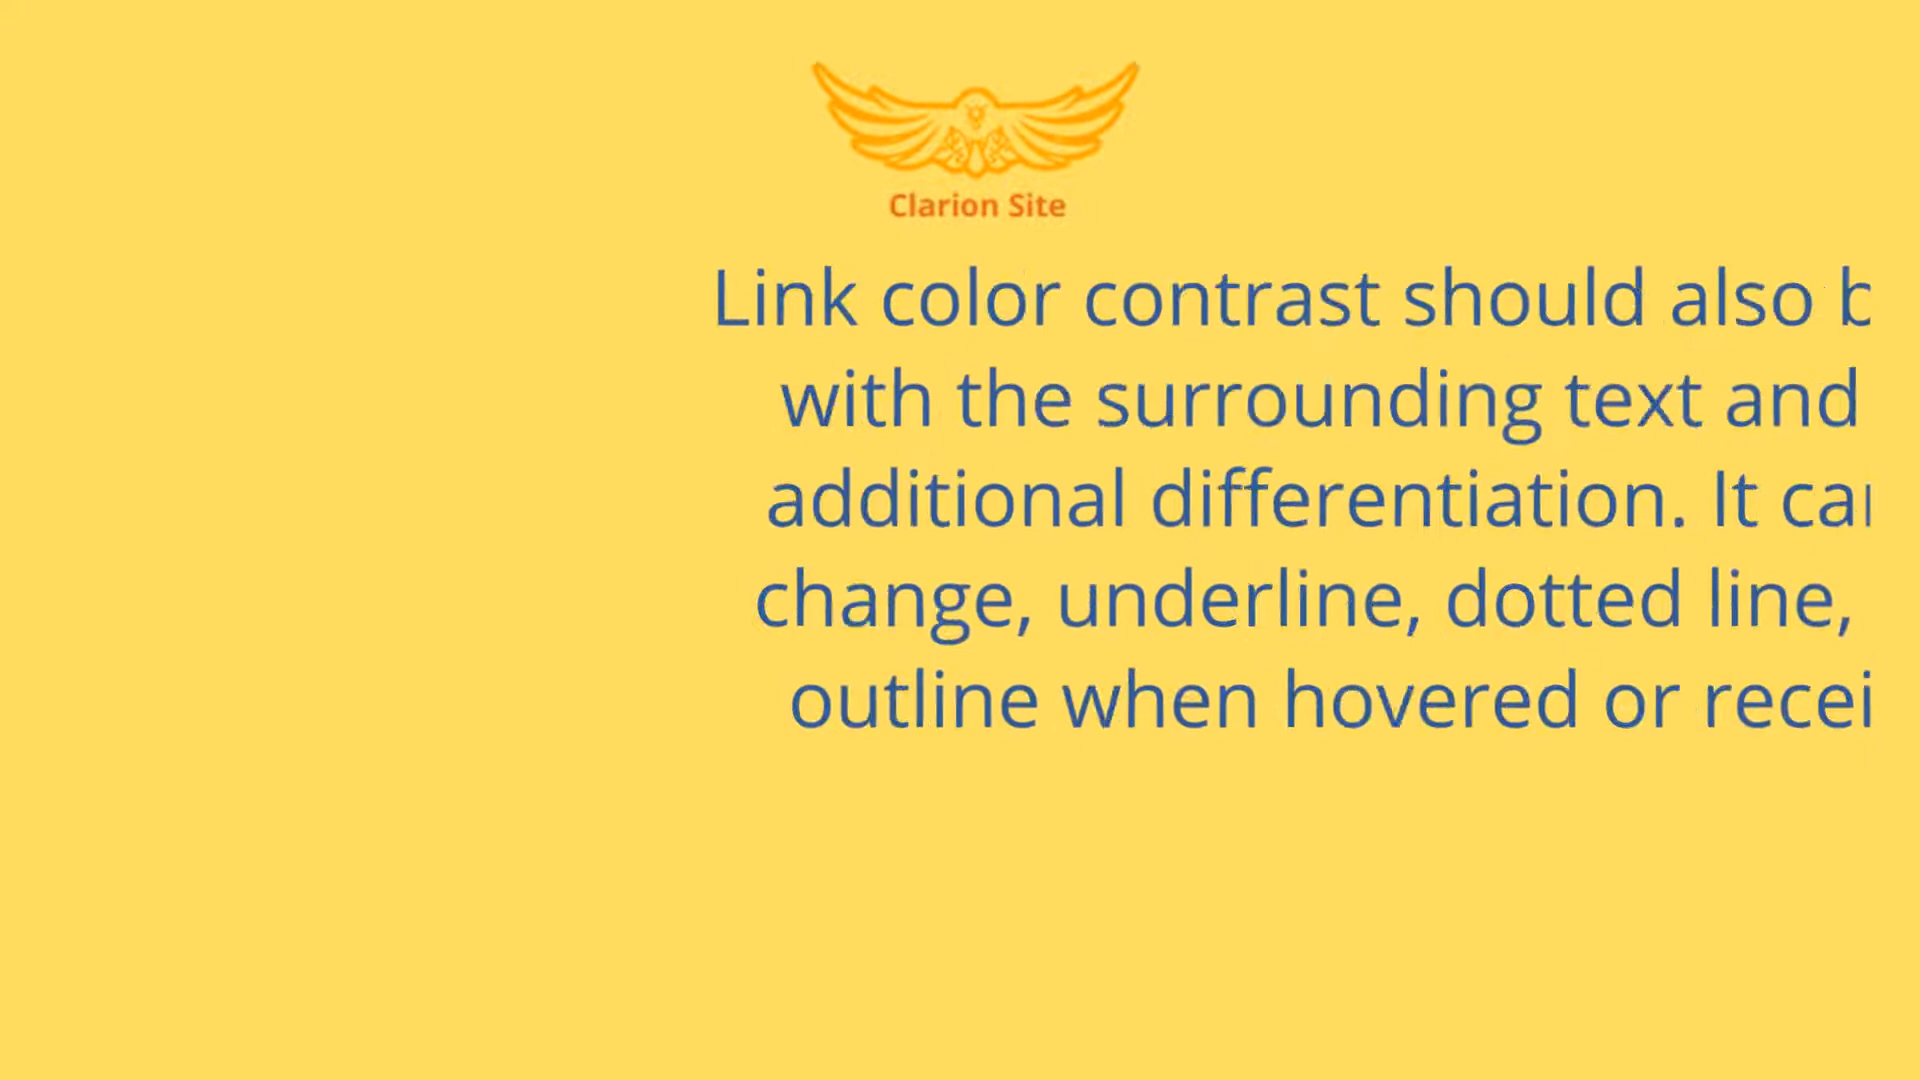 Clarion Site
Link color contrast should also
with the surrounding text and
additional differentiation. It
change, underline, dotted line,
outline when hovered or